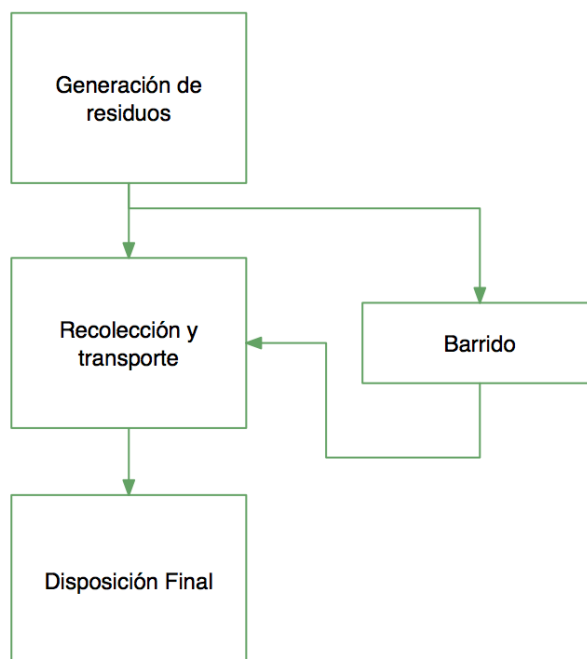 Generación de
residuos
Recolección y
transporte
Barrido
Disposición Final